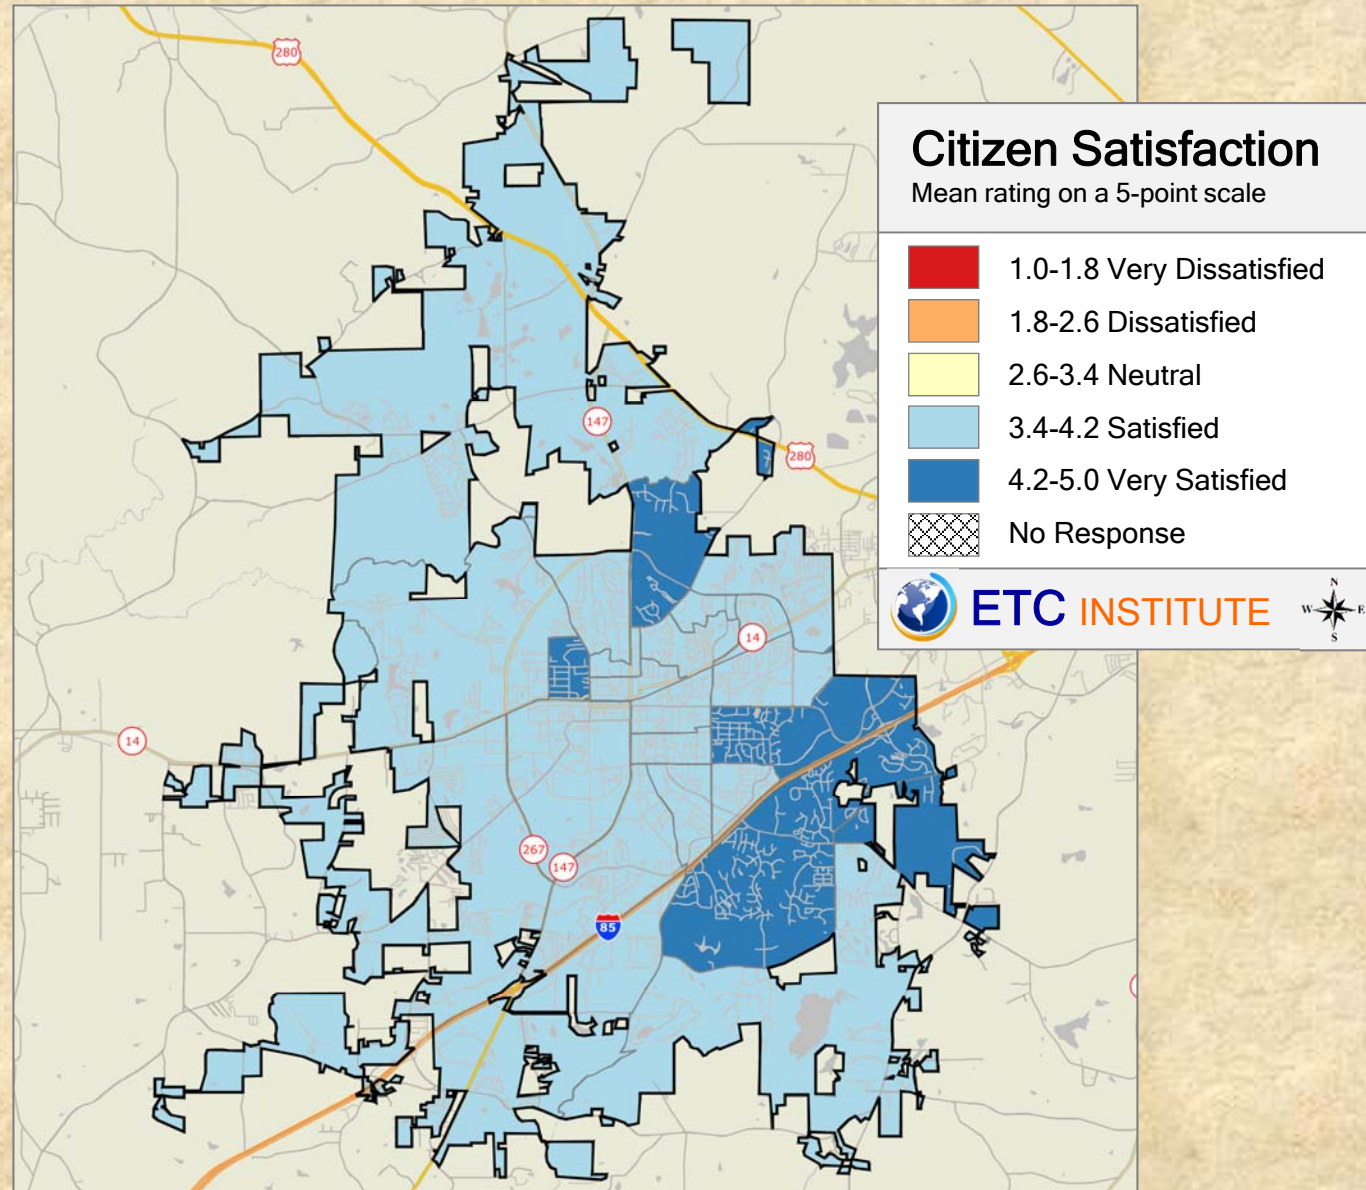 280
Citizen Satisfaction
Mean rating on a 5-point scale
1.0-1.8 Very Dissatisfied
1.8-2.6 Dissatisfied
2.6-3.4 Neutral
3.4-4.2 Satisfied
4.2-5.0 Very Satisfied
No Response
ETC INSTITUTE
N
W E
S
147
280
14
14
267
147
85